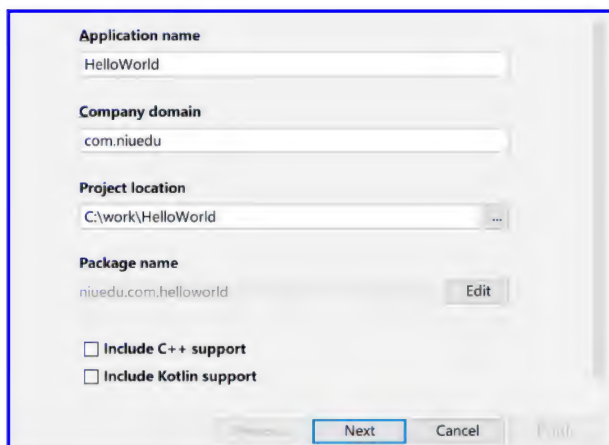 Application name
HelloWorld
Company domain
com.niuedu
Project location
C:\work\HelloWorld
...
Package name
niuedu.com.helloworld
Edit
Include C++ support
Include Kotlin support
Next
Cancel